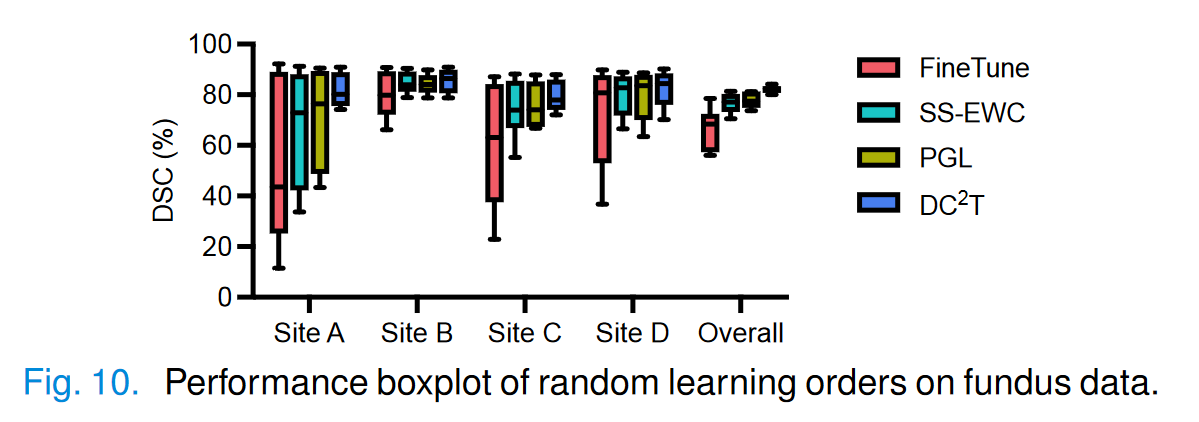 100
80
60
40
20
0
DSC (%)
Site A
Site B
Site C
Site D
Overall
FineTune
SS-EWC
PGL
DC²T
Fig. 10. Performance boxplot of random learning orders on fundus data.